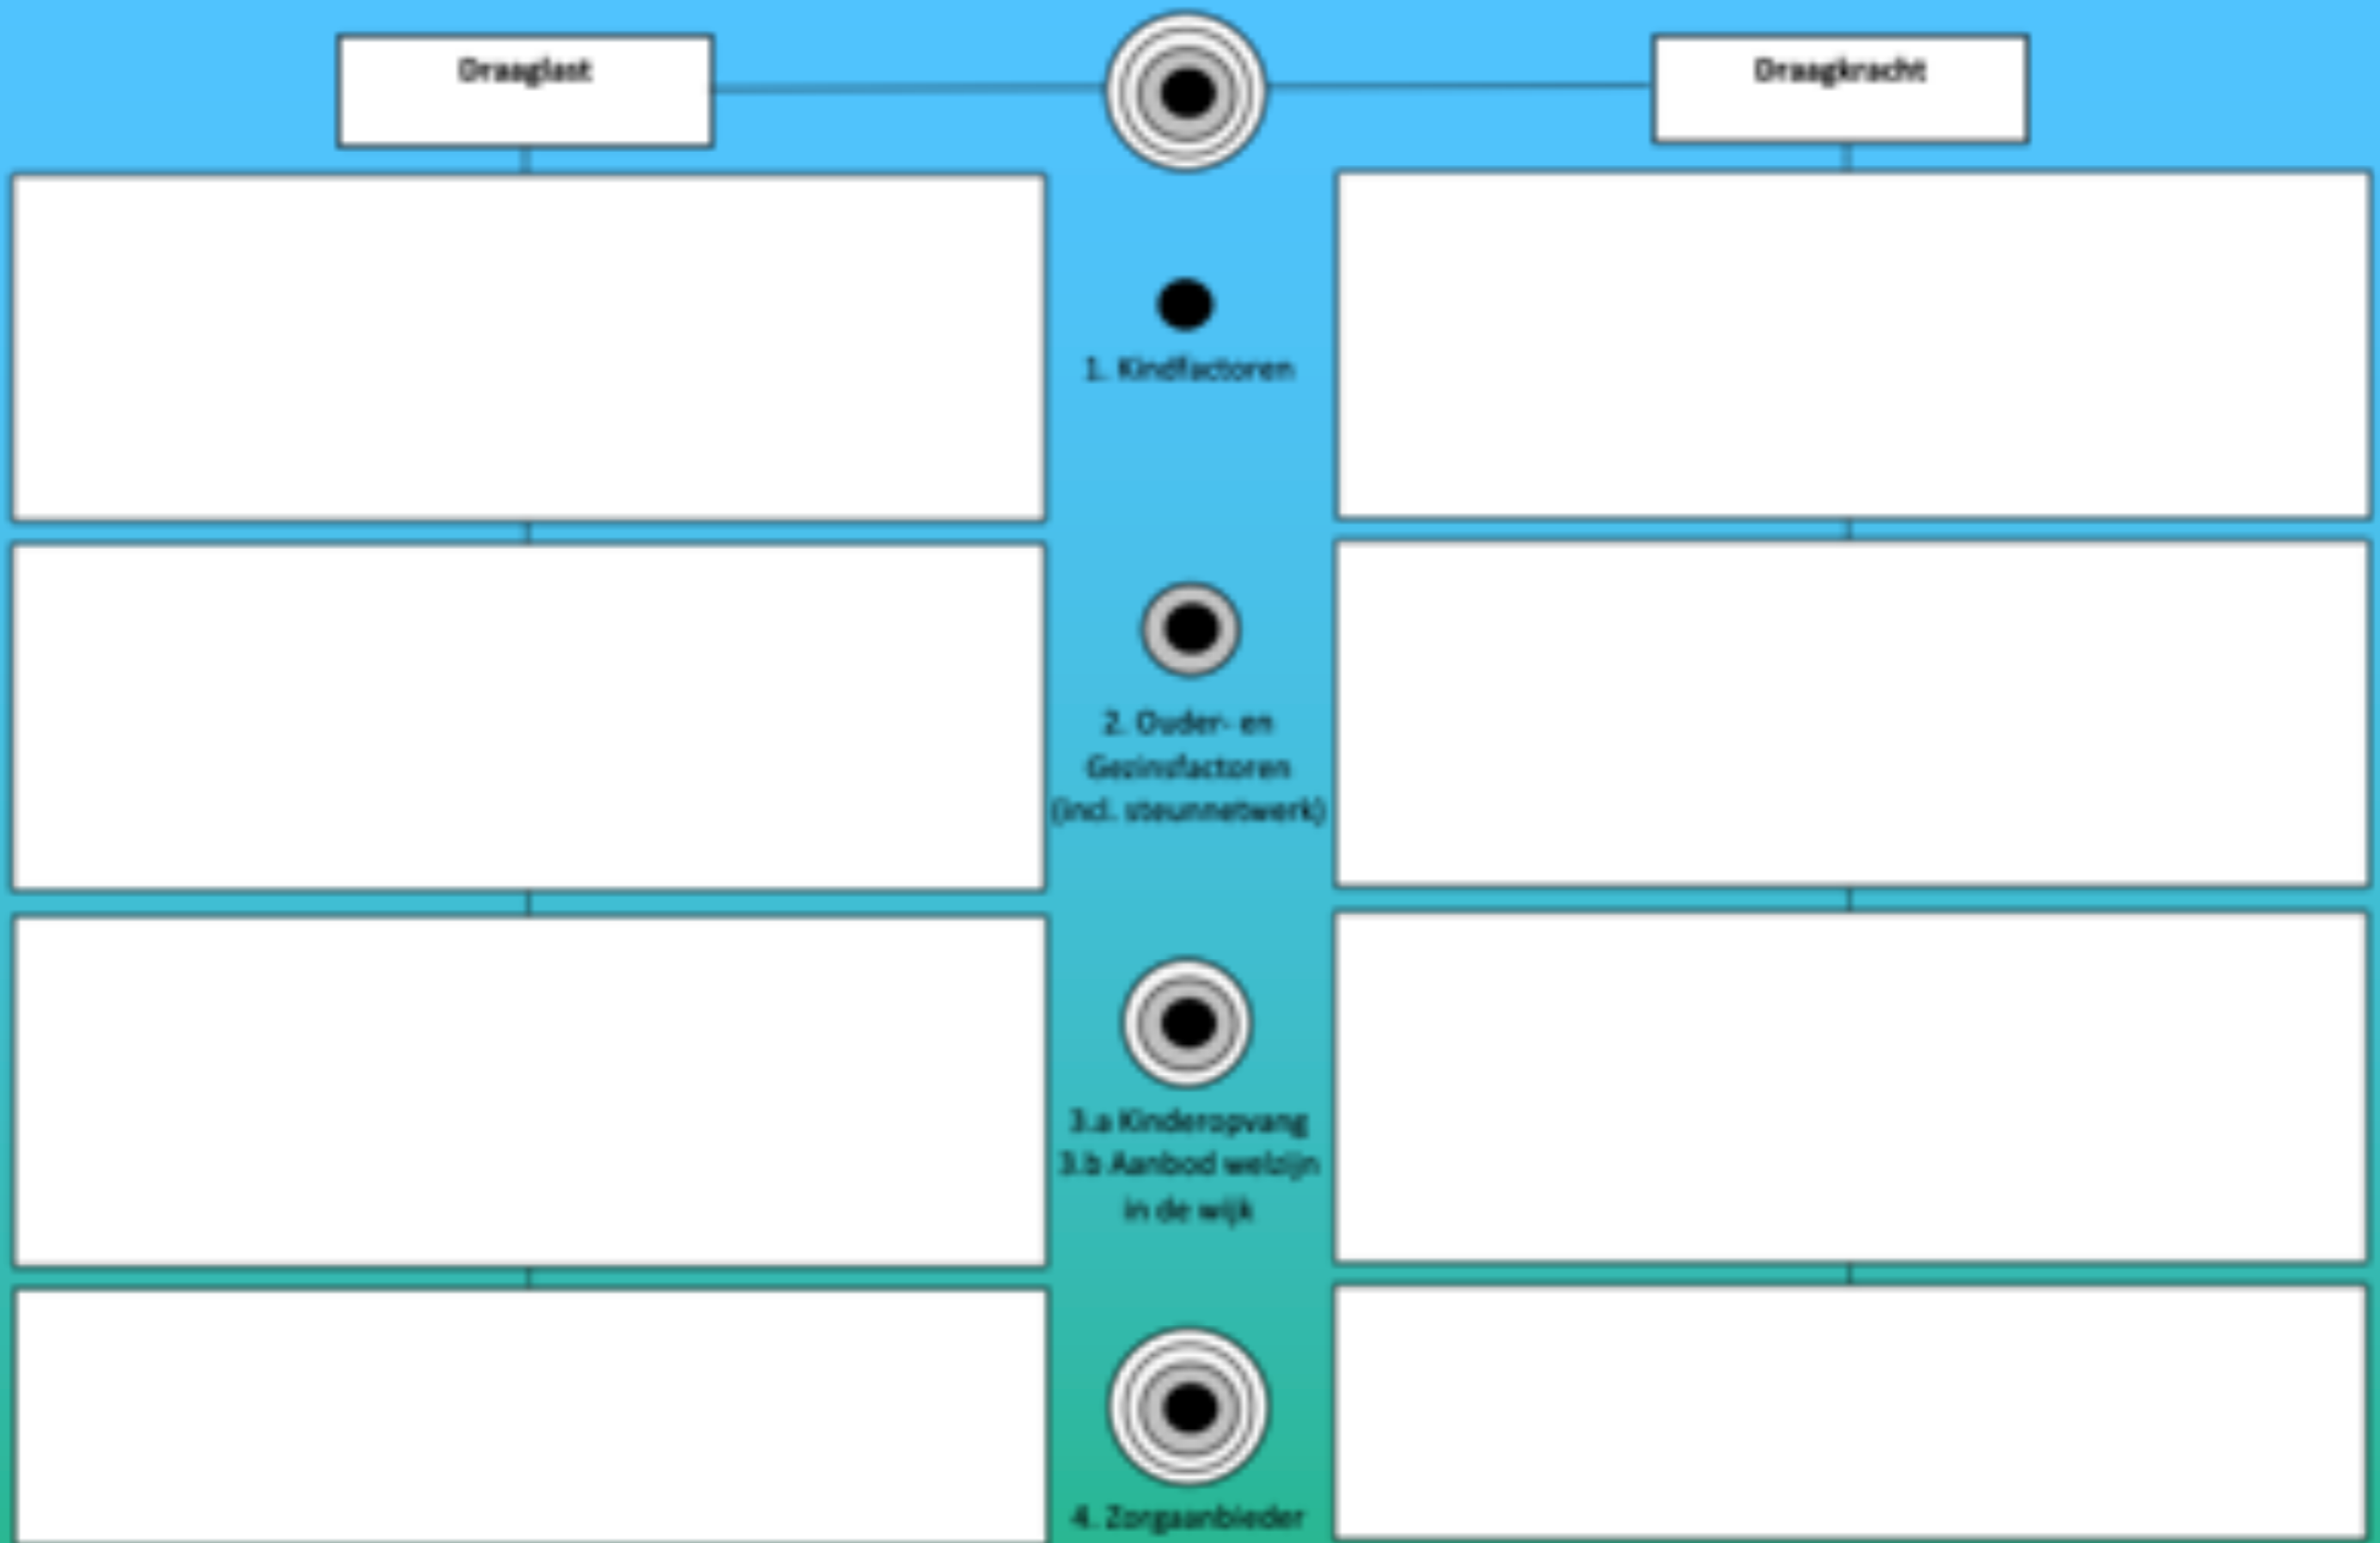 Draaglast
Draagkracht
1. Kindfactoren
2. Ouder- en
Gezinsfactoren
(incl. steunnetwerk)
3.a Kinderopvang
3.b Aanbod welzijn
in de wijk
4. Zorgaanbieder